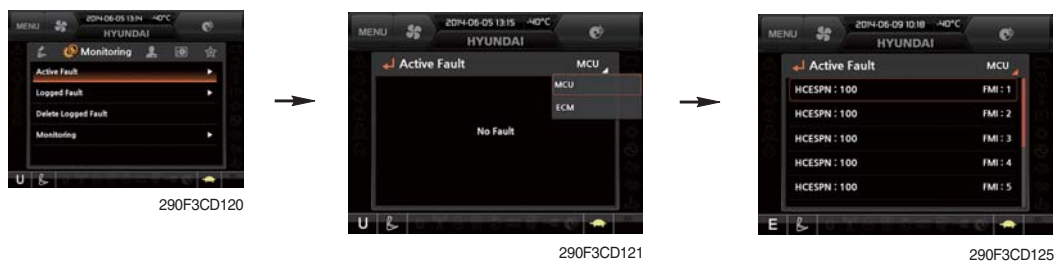 MENU
2014-06-05 13:14 -40°C
HYUNDAI
Monitoring
Active Fault
Logged Fault
Delete Logged Fault
Monitoring
U
290F3CD120
MENU
2014-06-05 13:15 -40°C
HYUNDAI
Active Fault MCU
MCU
ECM
No Fault
U
290F3CD121
MENU
2014-06-09 10:18 -40°C
HYUNDAI
Active Fault MCU
HCESPN : 100 FMI : 1
HCESPN : 100 FMI : 2
HCESPN : 100 FMI : 3
HCESPN : 100 FMI : 4
HCESPN : 100 FMI : 5
E
290F3CD125